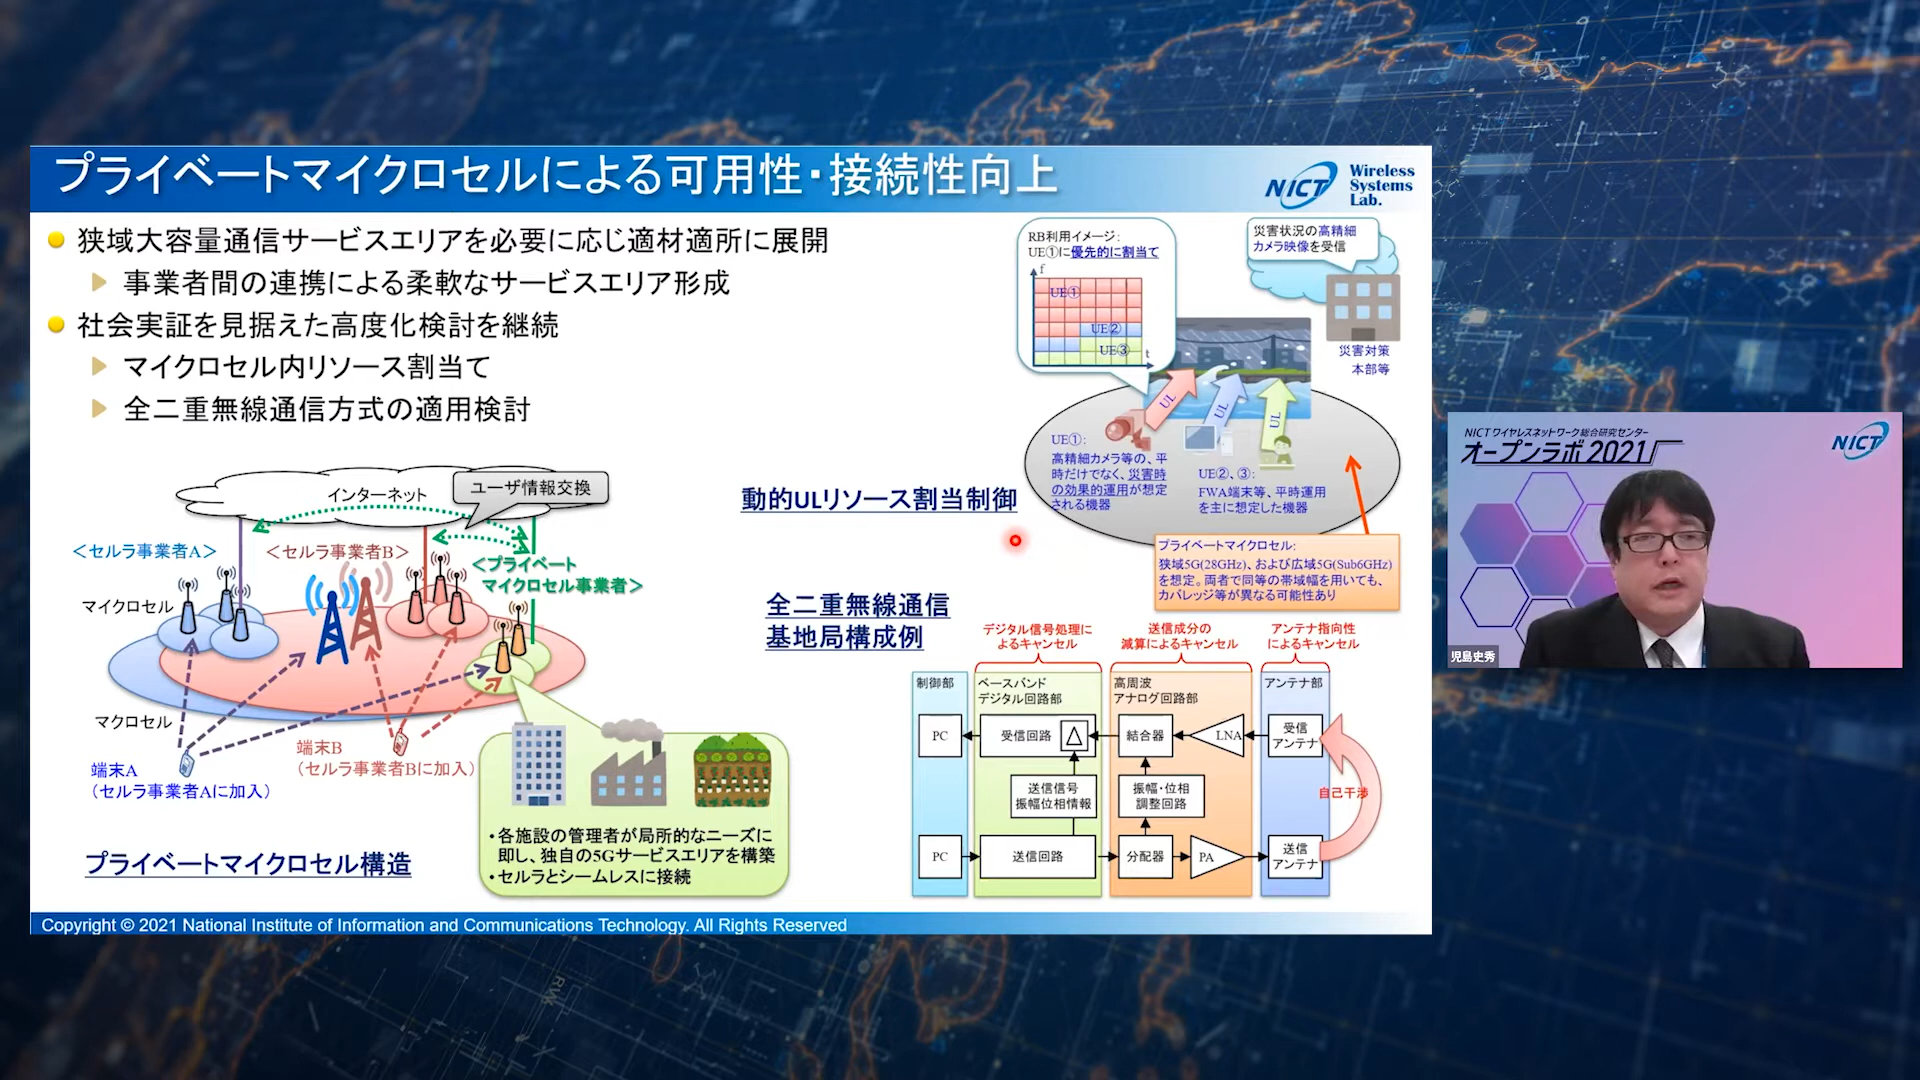 プライベートマイクロセルによる可用性・接続性向上
NICT
Wireless
Systems
Lab.
狭域大容量通信サービスエリアを必要に応じ適材適所に展開
事業者間の連携による柔軟なサービスエリア形成
社会実証を見据えた高度化検討を継続
マイクロセル内リソース割当て
全二重無線通信方式の適用検討
インターネット
ユーザ情報交換
＜セルラ事業者A＞
＜セルラ事業者B＞
＜プライベート
マイクロセル事業者＞
マイクロセル
マクロセル
端末A
（セルラ事業者Aに加入）
端末B
（セルラ事業者Bに加入）
・各施設の管理者が局所的なニーズに
即し、独自の5Gサービスエリアを構築
・セルラとシームレスに接続
プライベートマイクロセル構造
RB利用イメージ：
UE①に優先的に割当て
f
UE①
UE②
UE③
t
災害状況の高精細
カメラ映像を受信
災害対策
本部等
UL
UL
UL
UE①：
高精細カメラ等の、平
時だけでなく、災害時
の効果的運用が想定
される機器
UE②、③：
FWA端末等、平時運用
を主に想定した機器
動的ULリソース割当制御
プライベートマイクロセル：
狭域5G(28GHz)、および広域5G(Sub6GHz)
を想定。両者で同等の帯域幅を用いても、
カバレッジ等が異なる可能性あり
全二重無線通信
基地局構成例
デジタル信号処理に
よるキャンセル
送信成分の
減算によるキャンセル
アンテナ指向性
によるキャンセル
制御部
ベースバンド
デジタル回路部
高周波
アナログ回路部
アンテナ部
PC
受信回路
結合器
LNA
受信
アンテナ
送信信号
振幅位相情報
振幅・位相
調整回路
自己干渉
PC
送信回路
分配器
PA
送信
アンテナ
Copyright © 2021 National Institute of Information and Communications Technology. All Rights Reserved
NICTワイヤレスネットワーク総合研究センター
オープンラボ2021
NICT
児島史秀